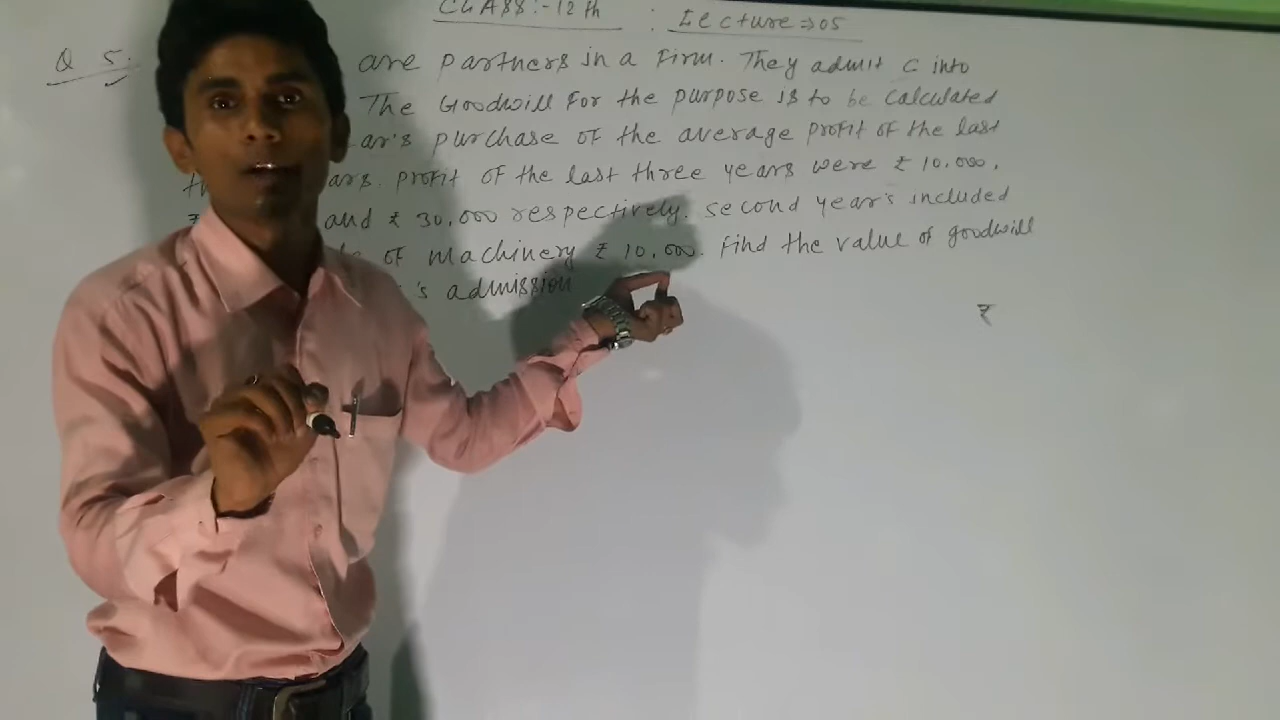 CLASS:-12th : Lecture⇒05
Q 5. are partners in a Firm. They admit C into
The Goodwill For the purpose is to be calculated
ar's purchase of the average profit of the last
th ars. profit of the last three years were ₹ 10,000,
₹ and ₹ 30,000 respectively. Second year's included
of machinery ₹ 10,000. Find the value of goodwill
's admission
₹